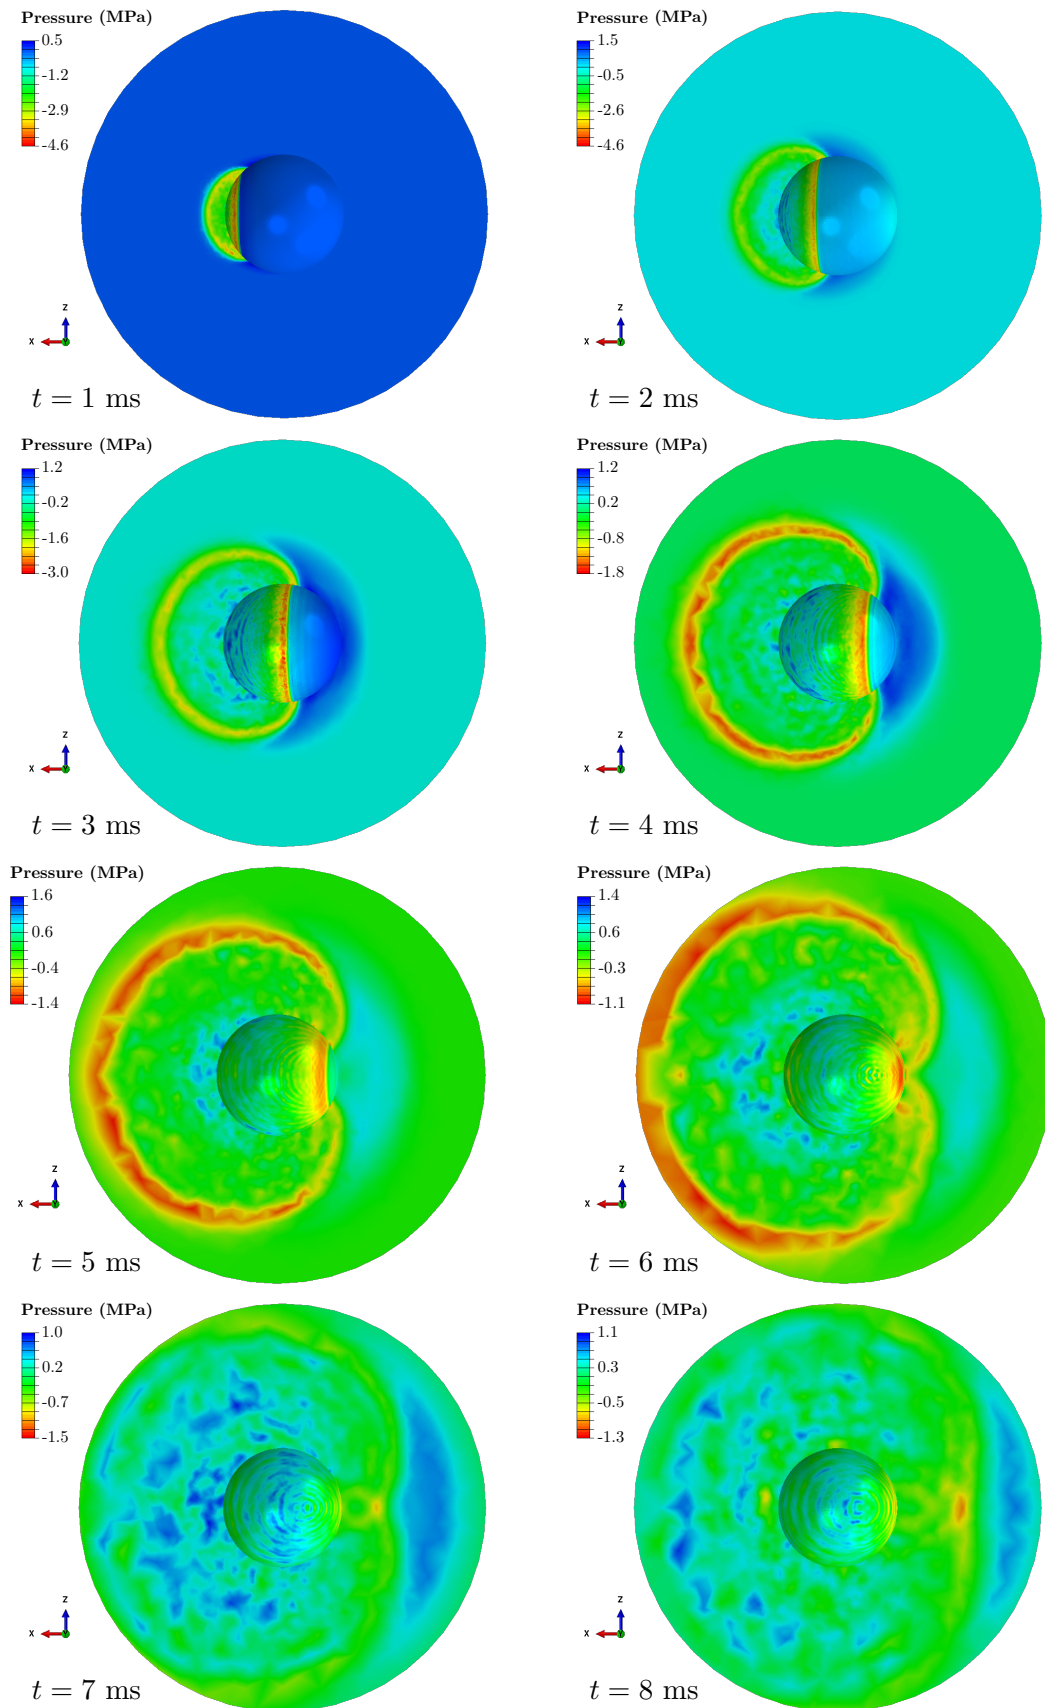 Pressure (MPa)
0.5
-1.2
-2.9
-4.6
Z
X
Y
t = 1 ms
Pressure (MPa)
1.5
-0.5
-2.6
-4.6
Z
X
Y
t = 2 ms
Pressure (MPa)
1.2
-0.2
-1.6
-3.0
Z
X
Y
t = 3 ms
Pressure (MPa)
1.2
0.2
-0.8
-1.8
Z
X
Y
t = 4 ms
Pressure (MPa)
1.6
0.6
-0.4
-1.4
Z
X
Y
t = 5 ms
Pressure (MPa)
1.4
0.6
-0.3
-1.1
Z
X
Y
t = 6 ms
Pressure (MPa)
1.0
0.2
-0.7
-1.5
Z
X
Y
t = 7 ms
Pressure (MPa)
1.1
0.3
-0.5
-1.3
Z
X
Y
t = 8 ms